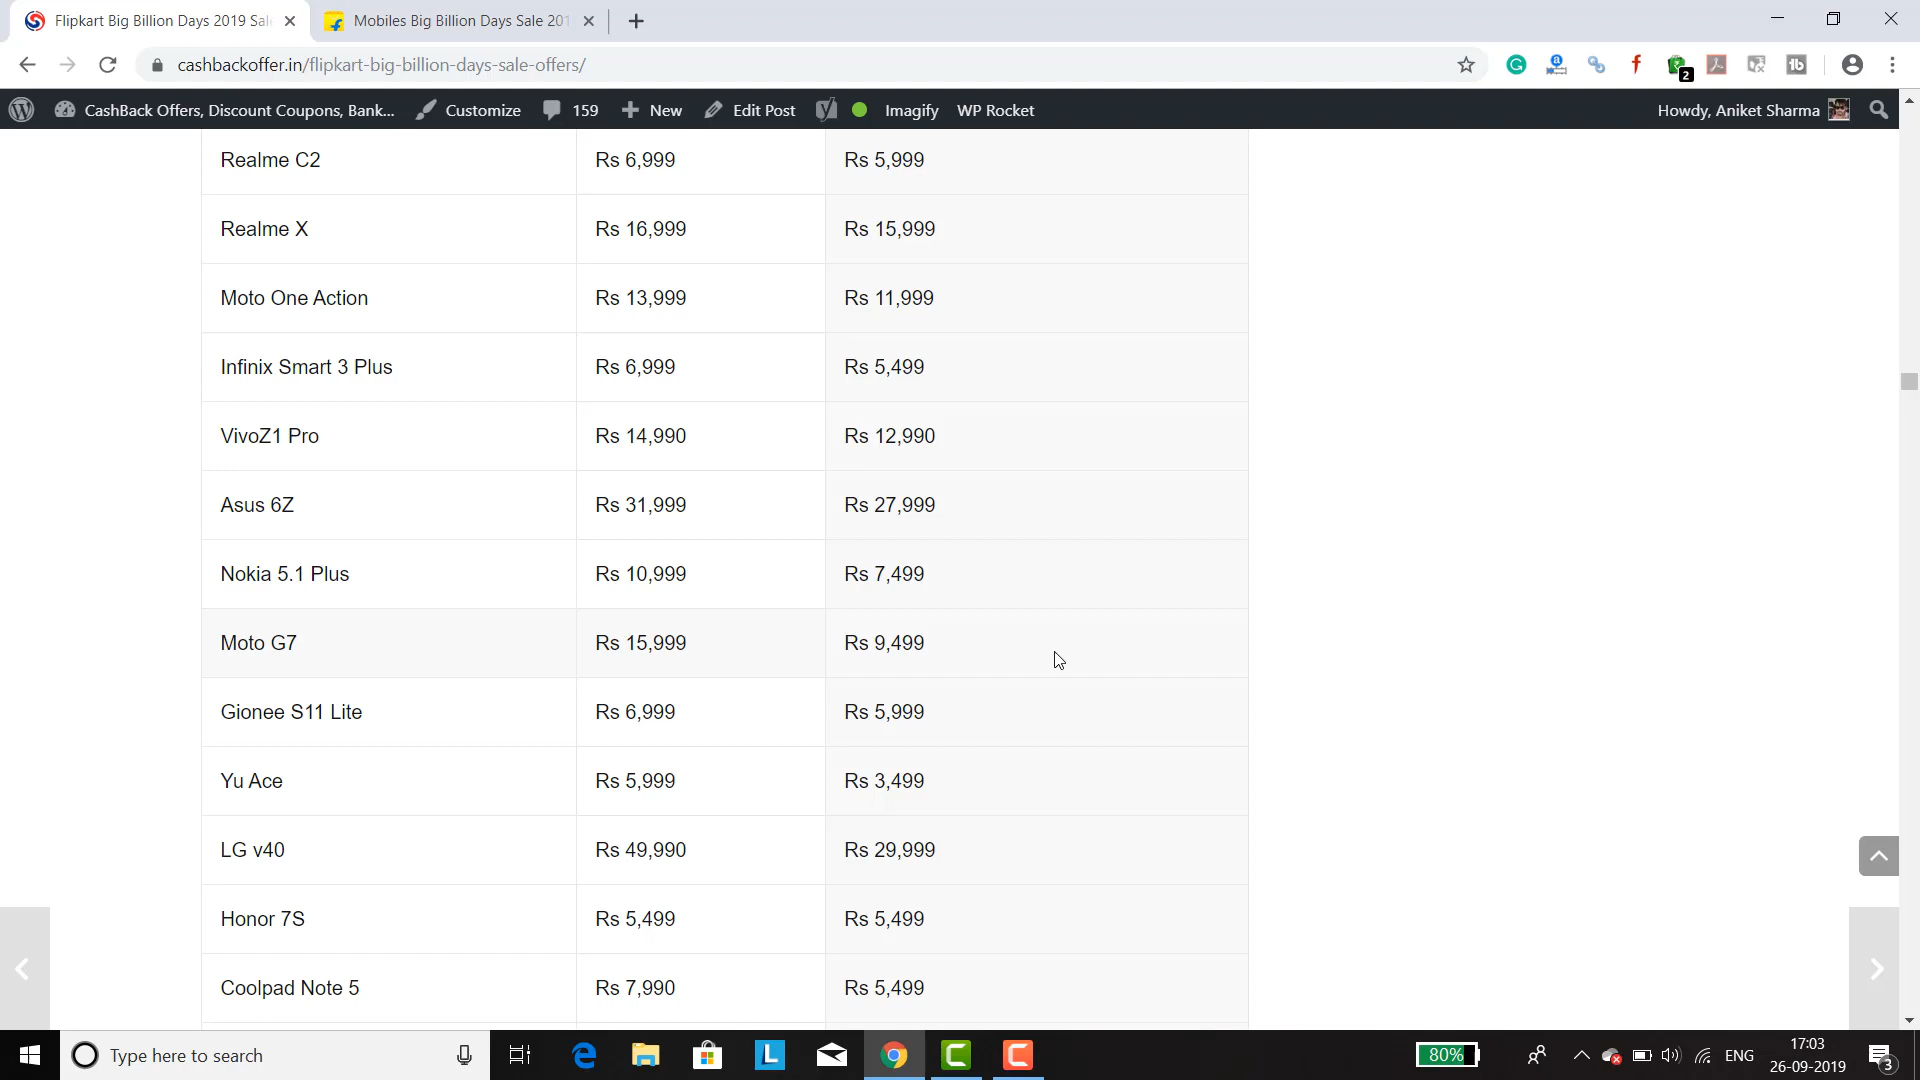 Flipkart Big Billion Days 2019 Sal
Mobiles Big Billion Days Sale 201
cashbackoffer.in/flipkart-big-billion-days-sale-offers/
2
CashBack Offers, Discount Coupons, Bank... Customize 159 New Edit Post Imagify WP Rocket Howdy, Aniket Sharma
Realme C2 Rs 6,999 Rs 5,999
Realme X Rs 16,999 Rs 15,999
Moto One Action Rs 13,999 Rs 11,999
Infinix Smart 3 Plus Rs 6,999 Rs 5,499
VivoZ1 Pro Rs 14,990 Rs 12,990
Asus 6Z Rs 31,999 Rs 27,999
Nokia 5.1 Plus Rs 10,999 Rs 7,499
Moto G7 Rs 15,999 Rs 9,499
Gionee S11 Lite Rs 6,999 Rs 5,999
Yu Ace Rs 5,999 Rs 3,499
LG v40 Rs 49,990 Rs 29,999
Honor 7S Rs 5,499 Rs 5,499
Coolpad Note 5 Rs 7,990 Rs 5,499
Type here to search
80%
ENG
17:03
26-09-2019
3